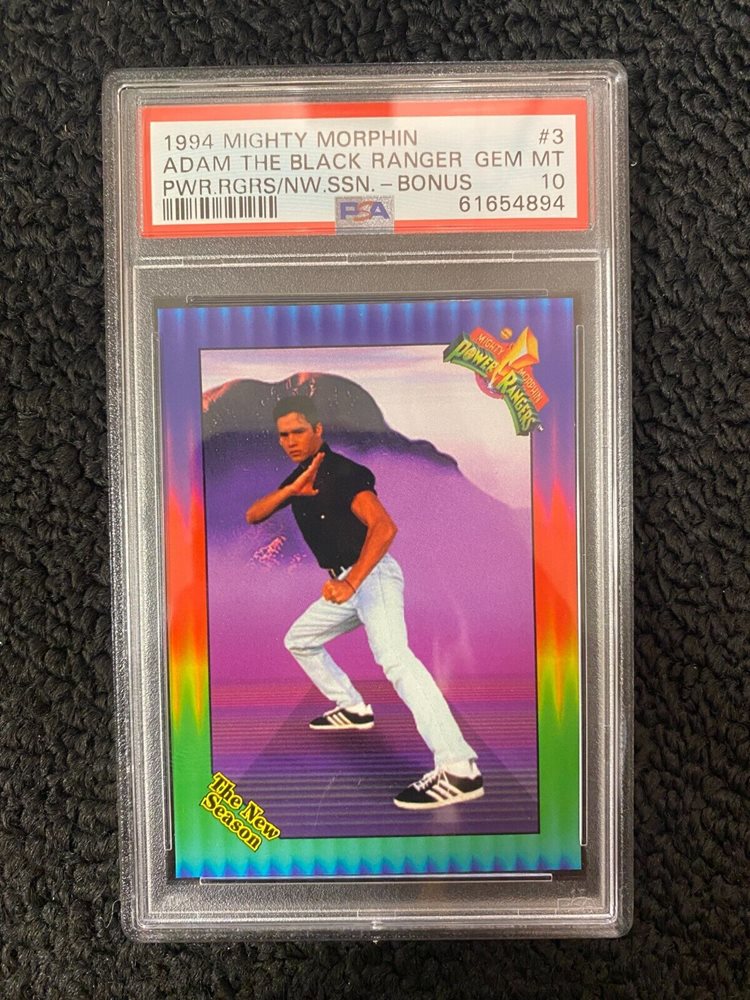 1994 MIGHTY MORPHIN #3
ADAM THE BLACK RANGER GEM MT
PWR.RGRS/NW.SSN.-BONUS 10
PSA 61654894
MIGHTY MORPHIN
POWER RANGERS
The New
Season